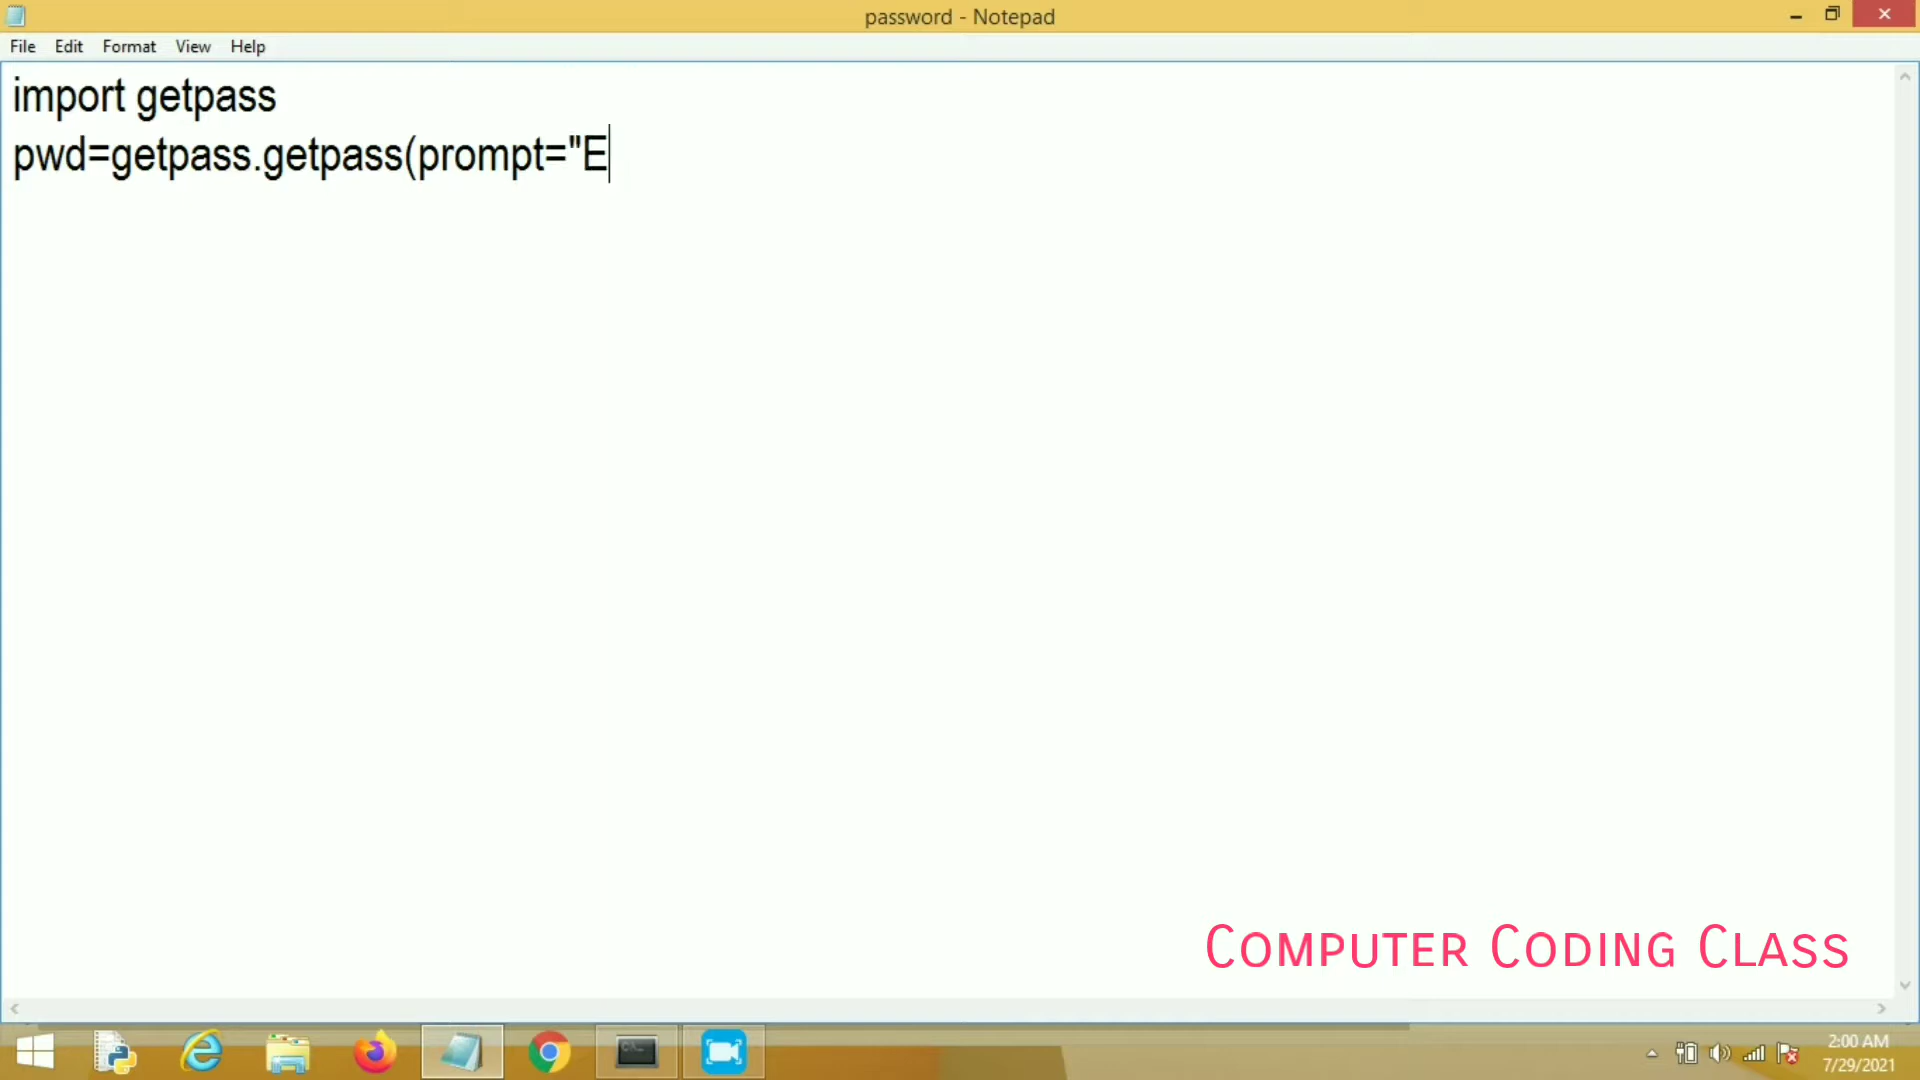 password - Notepad
File Edit Format View Help
import getpass
pwd=getpass.getpass(prompt="E
COMPUTER CODING CLASS
2:00 AM
7/29/2021